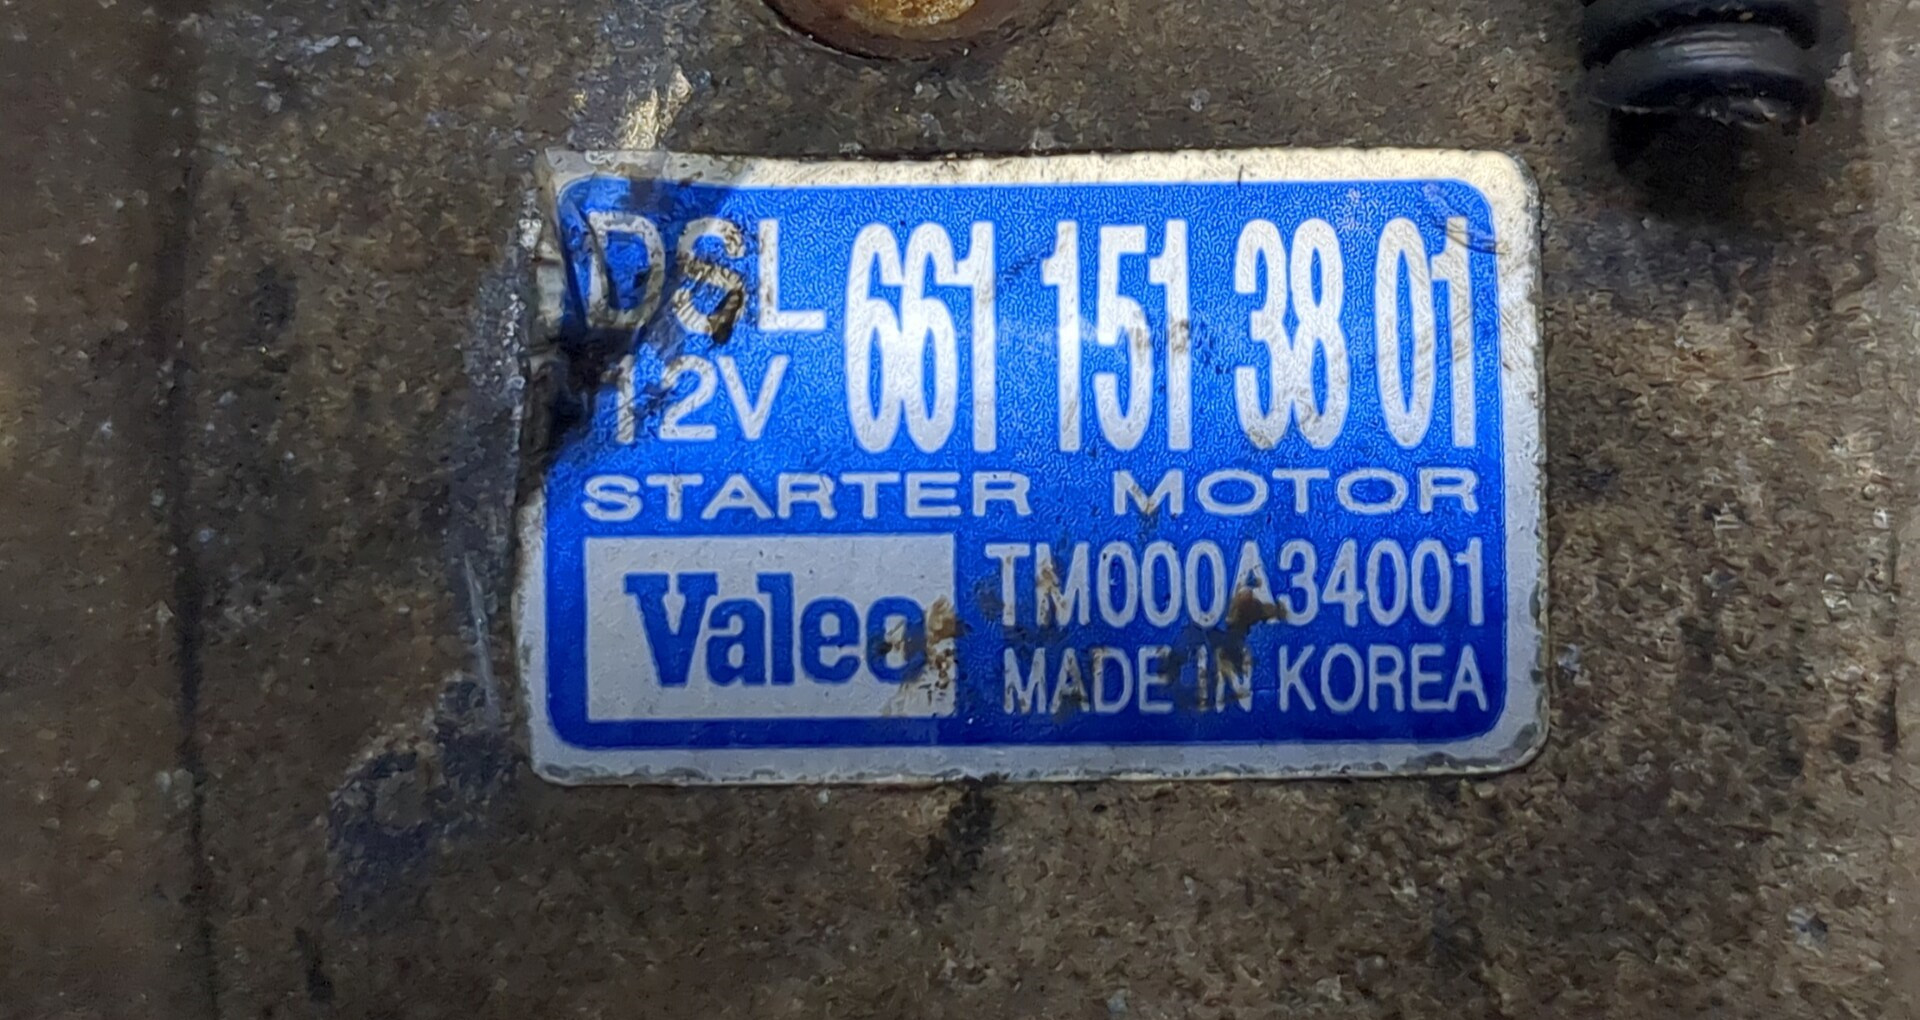 DSL 661 151 38 01
12V
STARTER MOTOR
Valeo TM000A34001
MADE IN KOREA